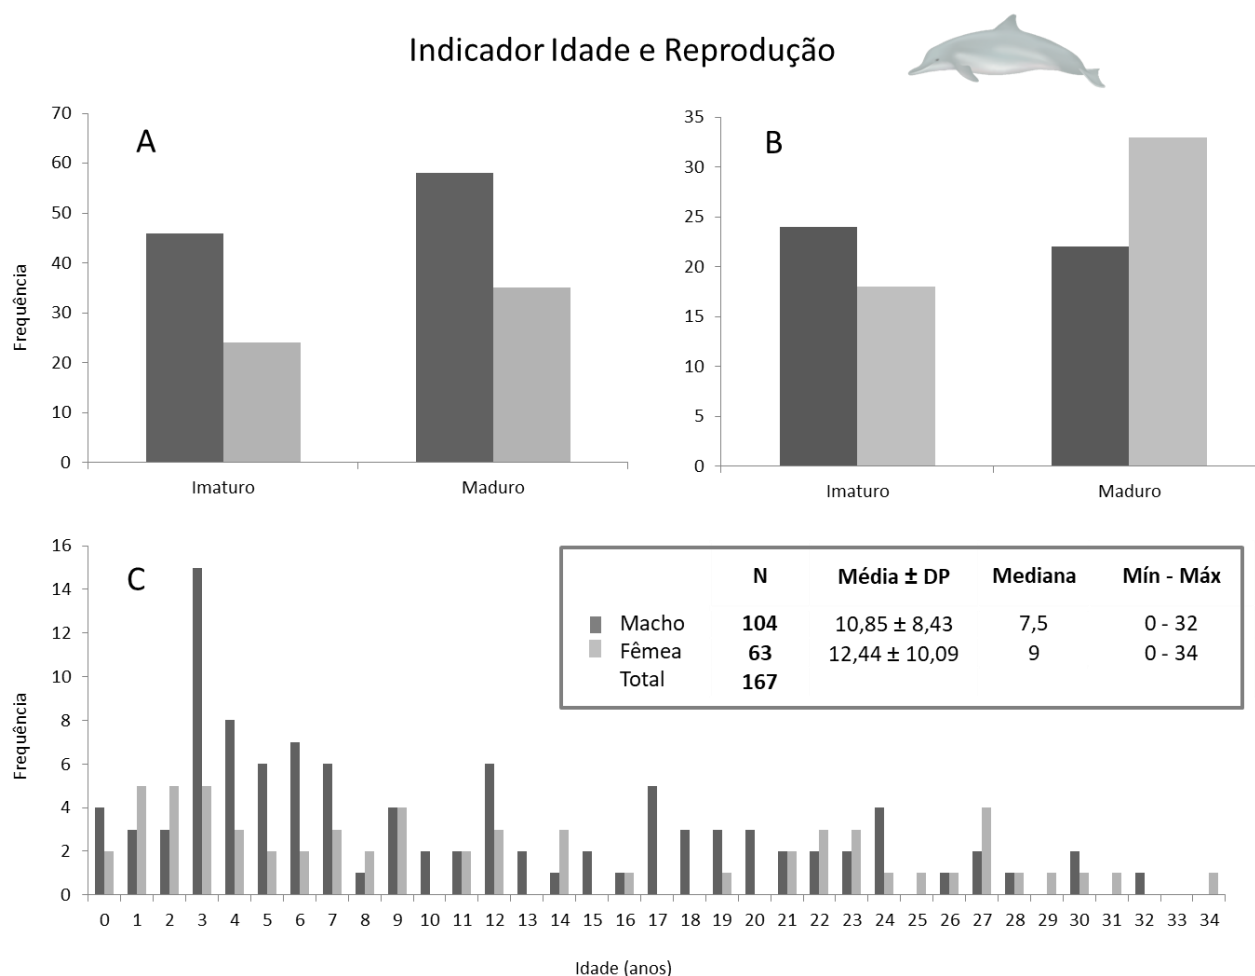 Indicador Idade e Reprodução
A
Frequência
70
60
50
40
30
20
10
0
Imaturo Maduro
B
35
30
25
20
15
10
5
0
Imaturo Maduro
C
Frequência
16
14
12
10
8
6
4
2
0
N Média ± DP Mediana Mín - Máx
Macho 104 10,85 ± 8,43 7,5 0 - 32
Fêmea 63 12,44 ± 10,09 9 0 - 34
Total 167
0 1 2 3 4 5 6 7 8 9 10 11 12 13 14 15 16 17 18 19 20 21 22 23 24 25 26 27 28 29 30 31 32 33 34
Idade (anos)